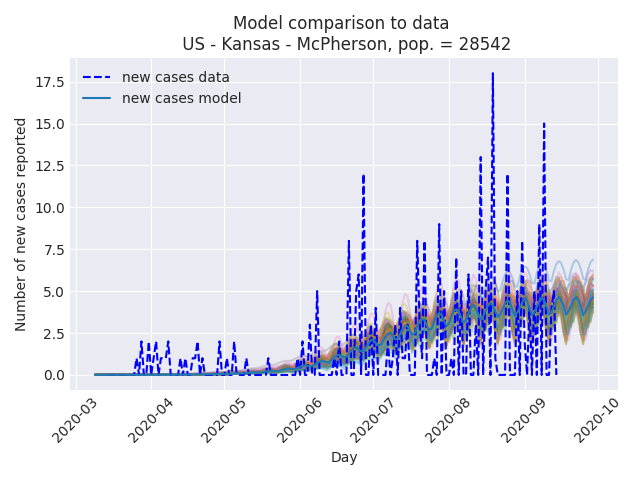 Model comparison to data
US - Kansas - McPherson, pop. = 28542
new cases data
new cases model
Number of new cases reported
17.5
15.0
12.5
10.0
7.5
5.0
2.5
0.0
2020-03
2020-04
2020-05
2020-06
2020-07
2020-08
2020-09
2020-10
Day